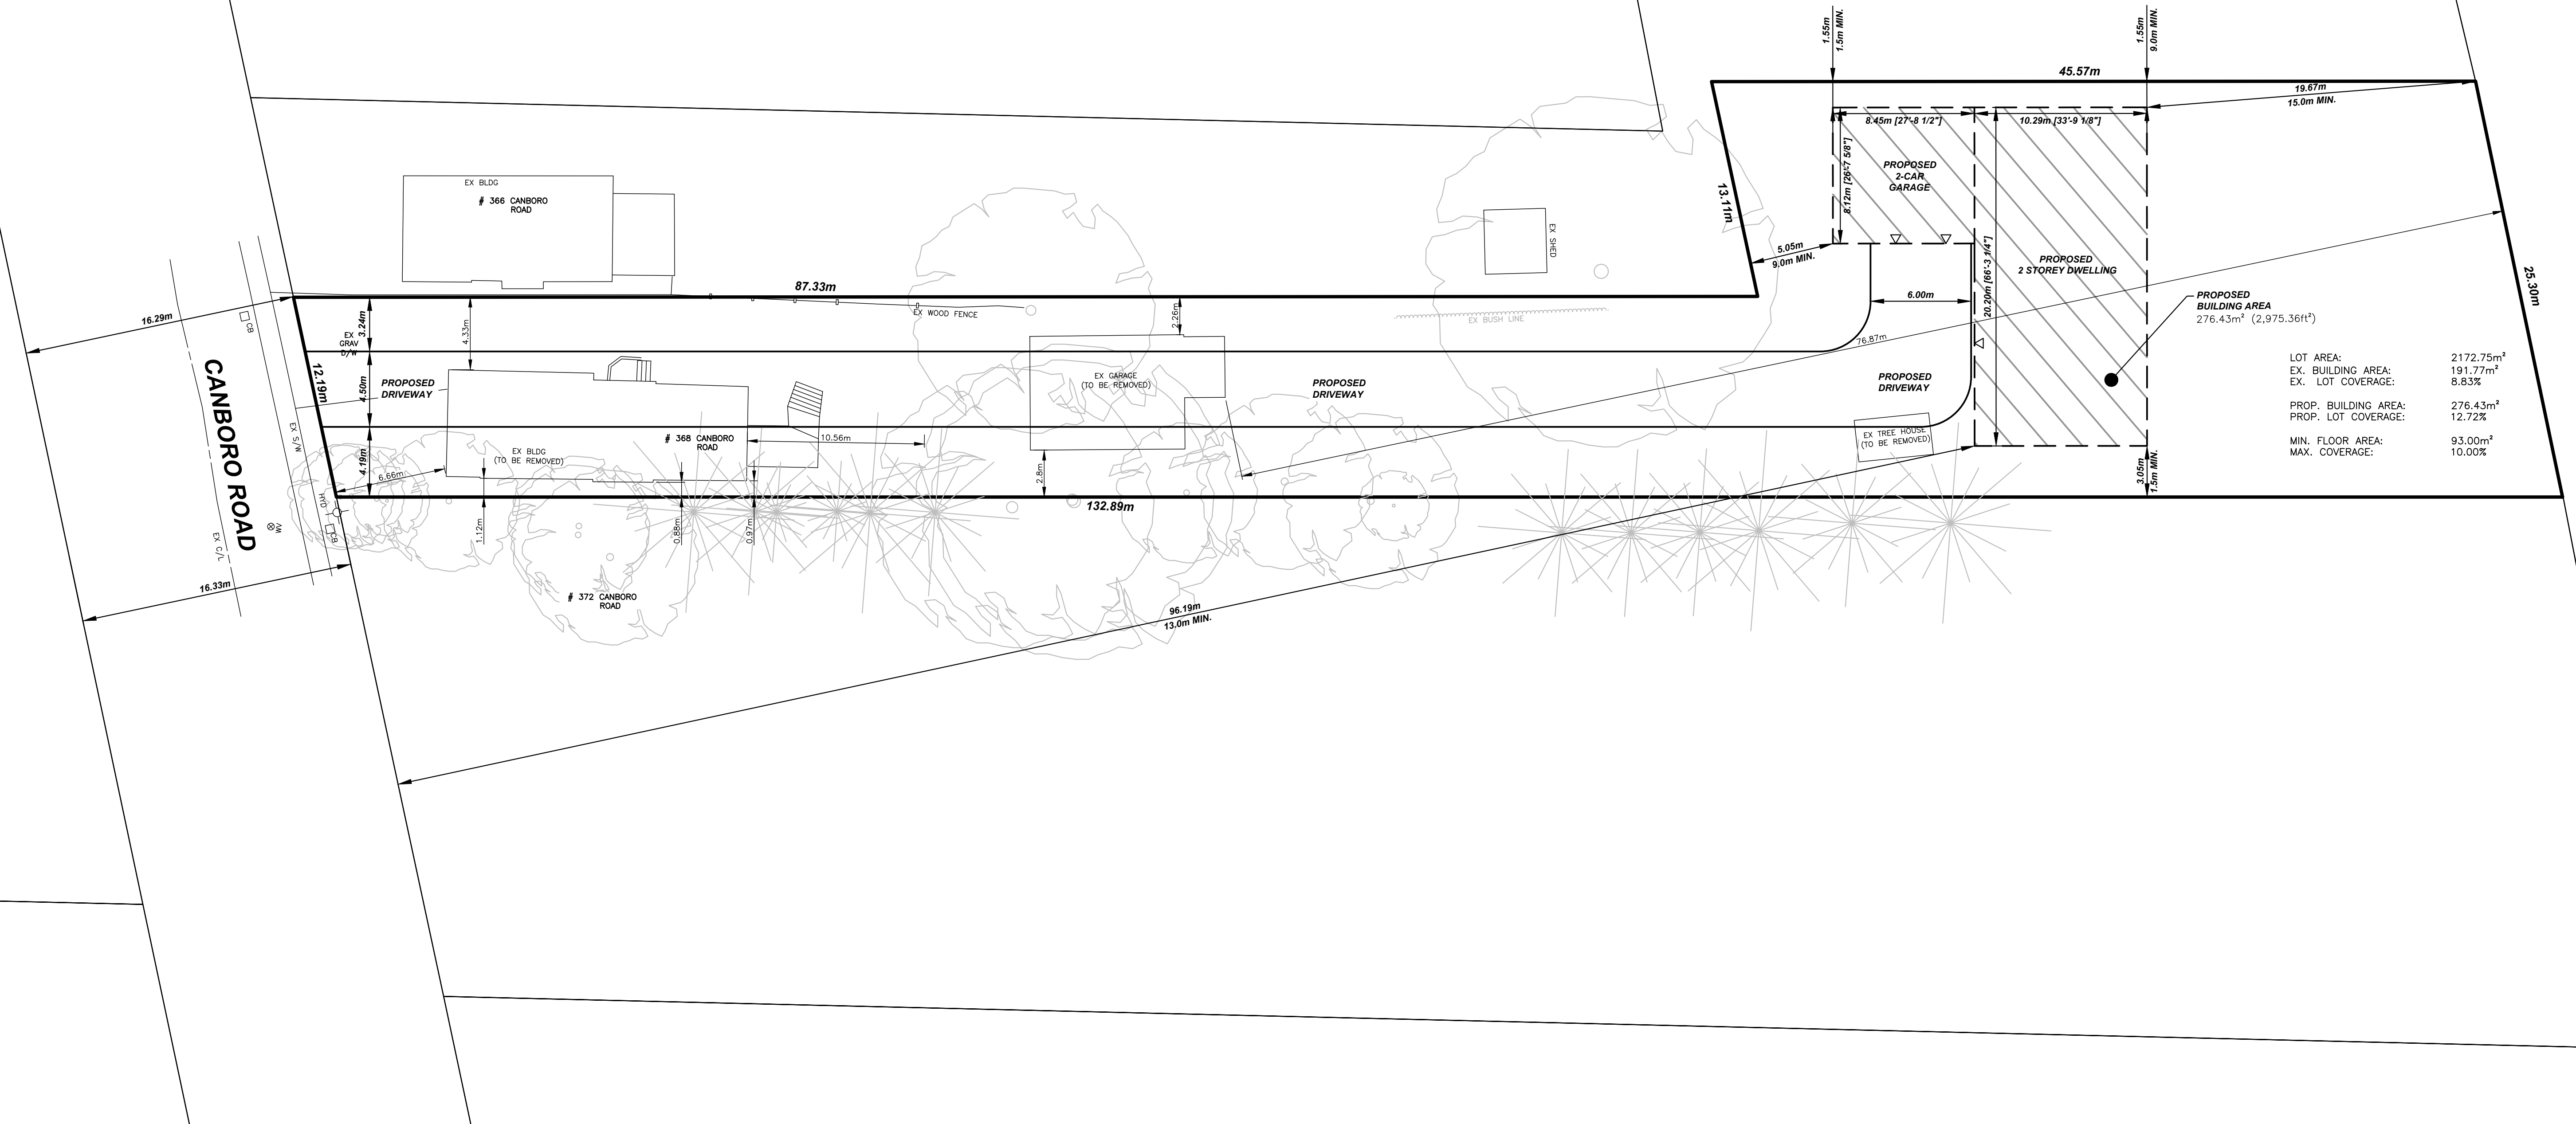 1.55m
1.5m MIN.
1.55m
9.0m MIN.
45.57m
19.67m
15.0m MIN.
8.45m [27'-8 1/2"]
10.29m [33'-9 1/8"]
8.12m [26'-7 5/8"]
PROPOSED
2-CAR
GARAGE
13.11m
5.05m
9.0m MIN.
20.20m [66'-3 1/4"]
PROPOSED
2 STOREY DWELLING
6.00m
25.30m
PROPOSED
BUILDING AREA
276.43m² (2,975.36ft²)
EX BLDG
# 366 CANBORO
ROAD
EX SHED
87.33m
EX WOOD FENCE
EX BUSH LINE
16.29m
CB
3.24m
EX
GRAV
D/W
4.33m
2.26m
76.87m
12.19m
4.50m
PROPOSED
DRIVEWAY
EX GARAGE
(TO BE REMOVED)
PROPOSED
DRIVEWAY
PROPOSED
DRIVEWAY
LOT AREA: 2172.75m²
EX. BUILDING AREA: 191.77m²
EX. LOT COVERAGE: 8.83%
PROP. BUILDING AREA: 276.43m²
PROP. LOT COVERAGE: 12.72%
MIN. FLOOR AREA: 93.00m²
MAX. COVERAGE: 10.00%
CANBORO ROAD
EX S/W
4.19m
# 368 CANBORO
ROAD
10.56m
EX BLDG
(TO BE REMOVED)
EX TREE HOUSE
(TO BE REMOVED)
6.66m
2.8m
3.05m
1.5m MIN.
HYD
CB
WV
EX C/L
1.12m
0.88m
0.97m
132.89m
16.33m
# 372 CANBORO
ROAD
96.19m
13.0m MIN.